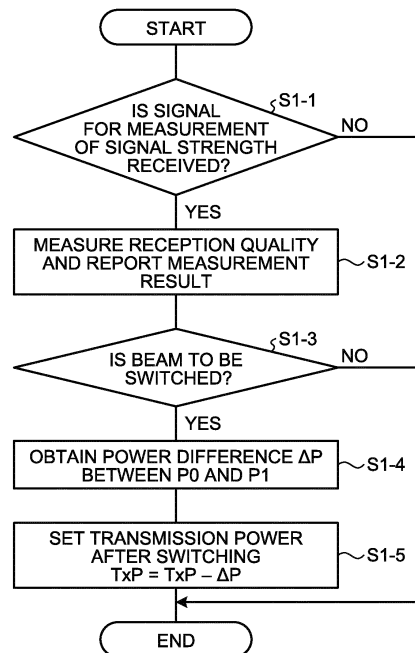 START
S1-1
IS SIGNAL
FOR MEASUREMENT
OF SIGNAL STRENGTH
RECEIVED?
NO
YES
MEASURE RECEPTION QUALITY
AND REPORT MEASUREMENT
RESULT
S1-2
S1-3
IS BEAM TO BE
SWITCHED?
NO
YES
OBTAIN POWER DIFFERENCE ΔP
BETWEEN P0 AND P1
S1-4
SET TRANSMISSION POWER
AFTER SWITCHING
TxP = TxP – ΔP
S1-5
END